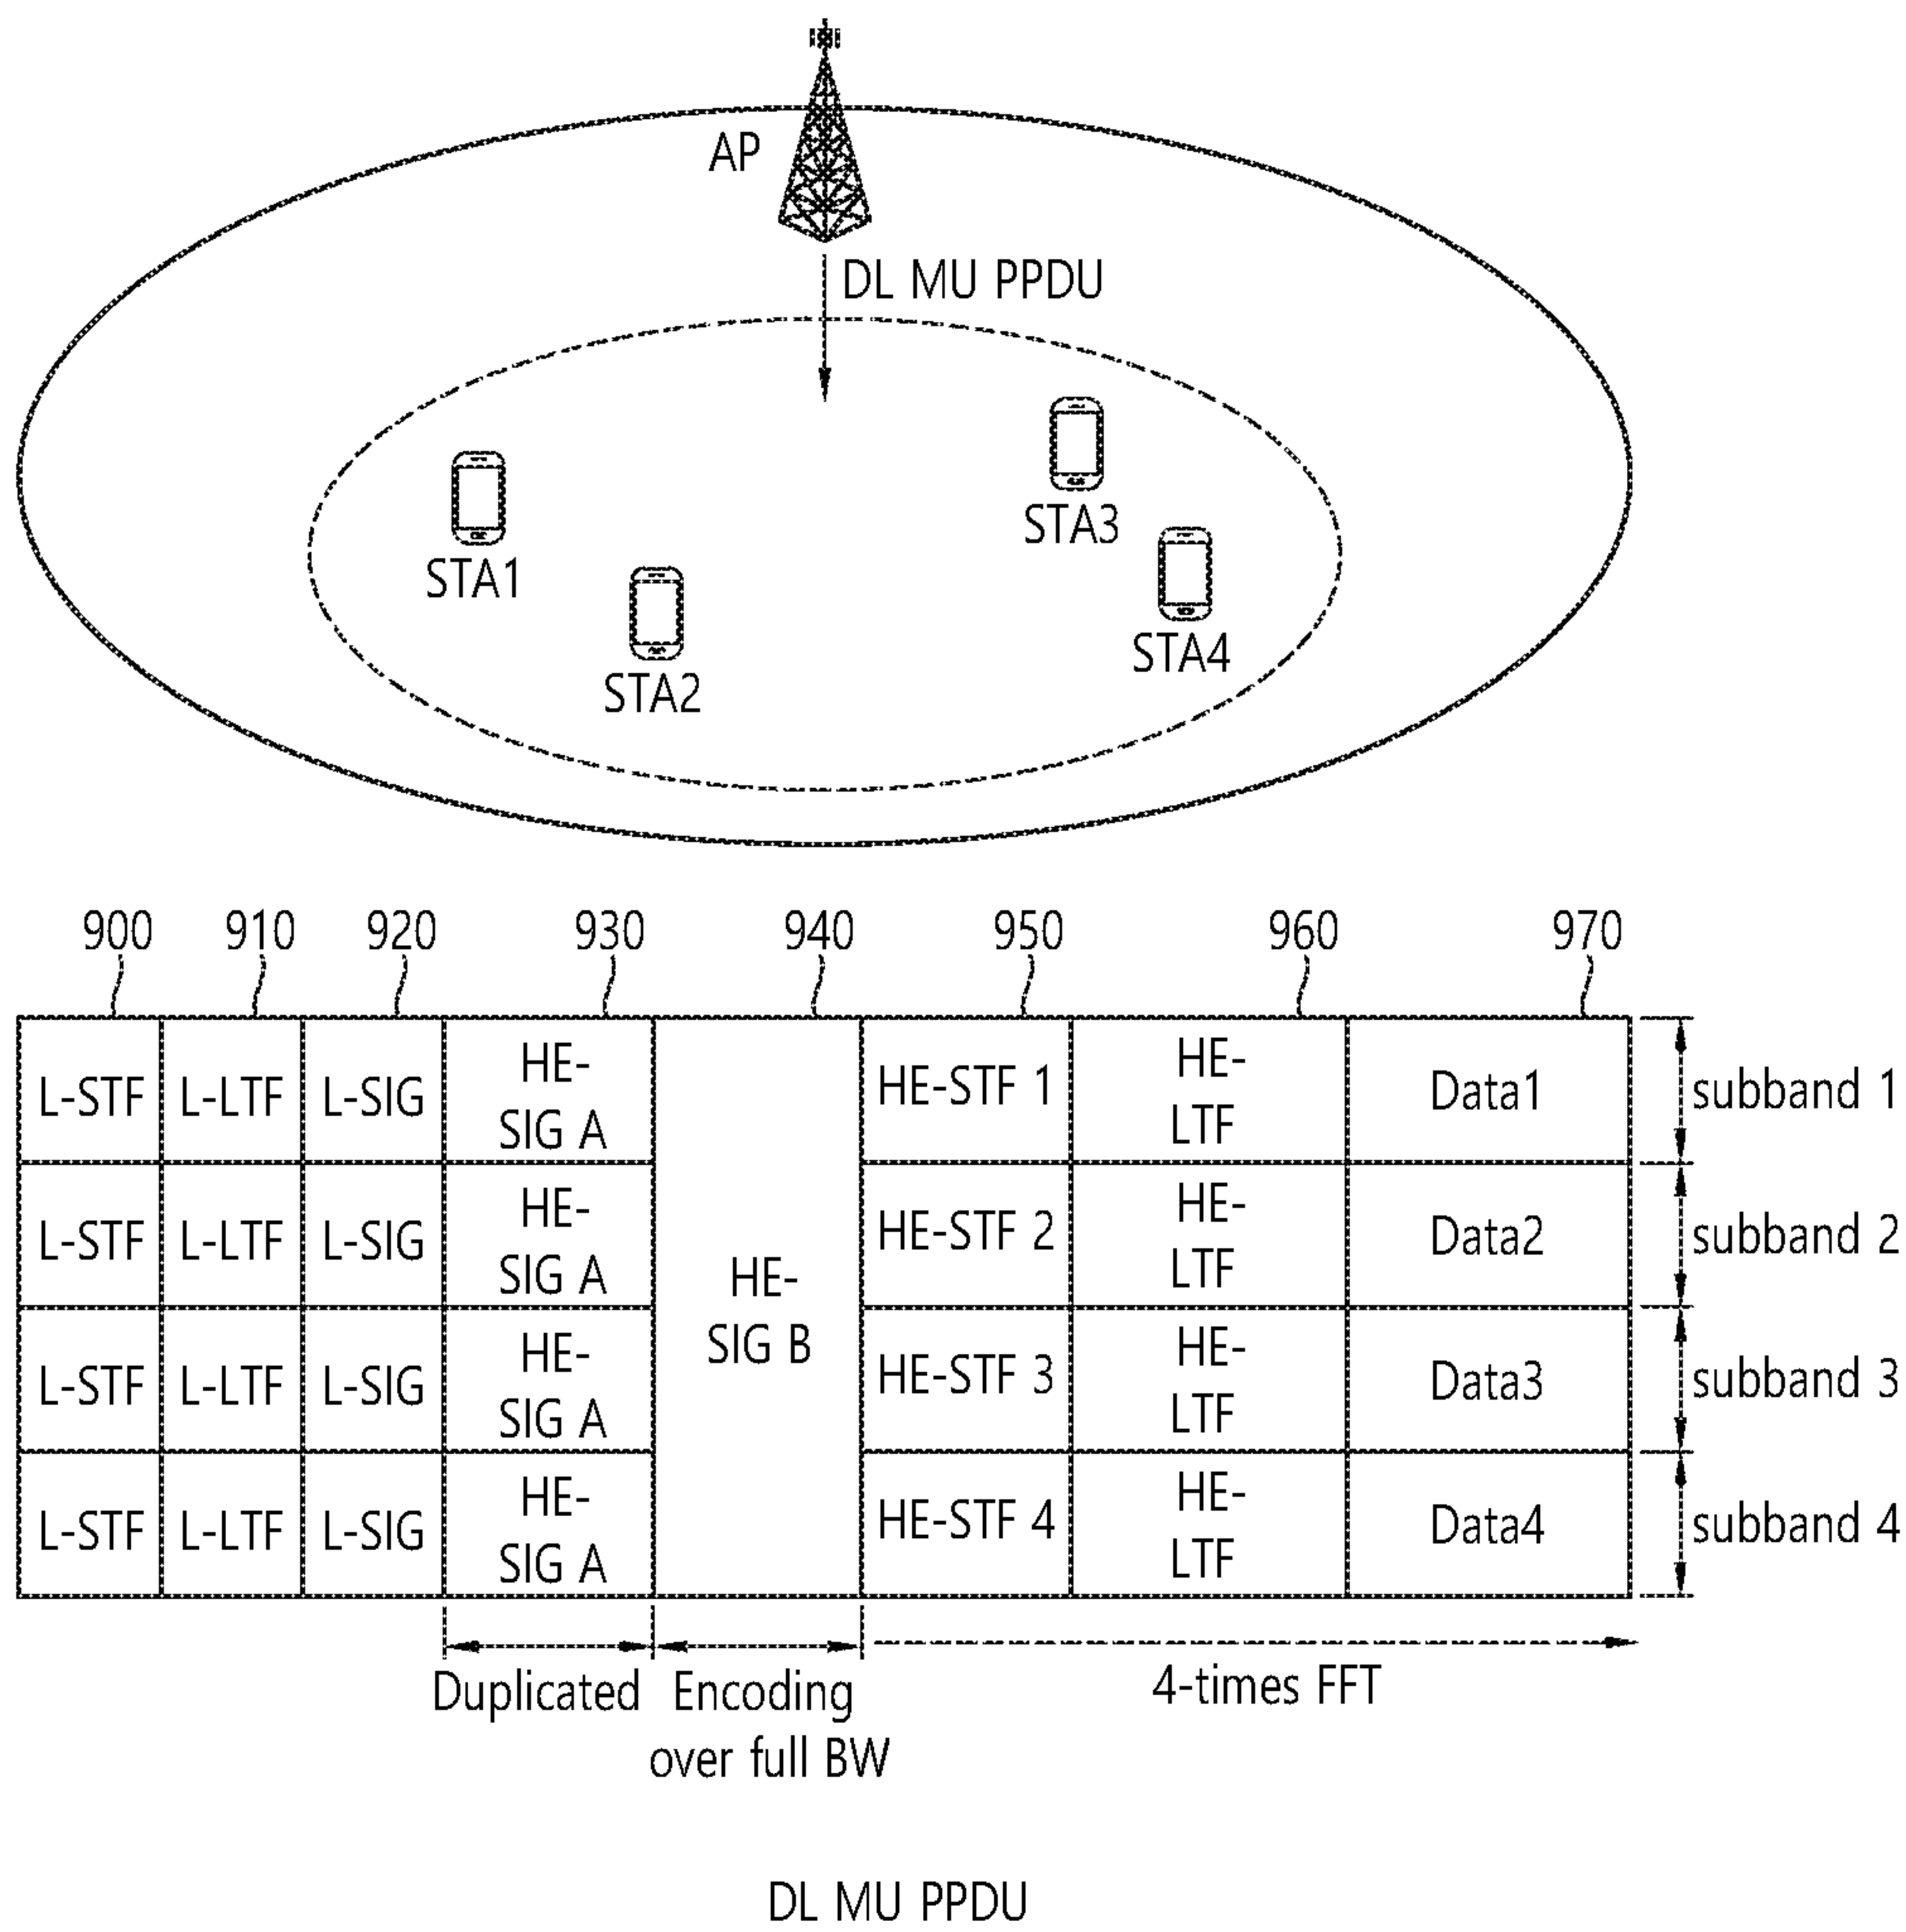 AP
DL MU PPDU
STA3
STA1
STA4
STA2
900 910 920 930 940 950 960 970
L-STF L-LTF L-SIG HE-
SIG A HE-STF 1 HE-
LTF Data1 subband 1
L-STF L-LTF L-SIG HE-
SIG A HE-STF 2 HE-
LTF Data2 subband 2
HE-
SIG B
L-STF L-LTF L-SIG HE-
SIG A HE-STF 3 HE-
LTF Data3 subband 3
L-STF L-LTF L-SIG HE-
SIG A HE-STF 4 HE-
LTF Data4 subband 4
Duplicated
Encoding
over full BW
4-times FFT
DL MU PPDU